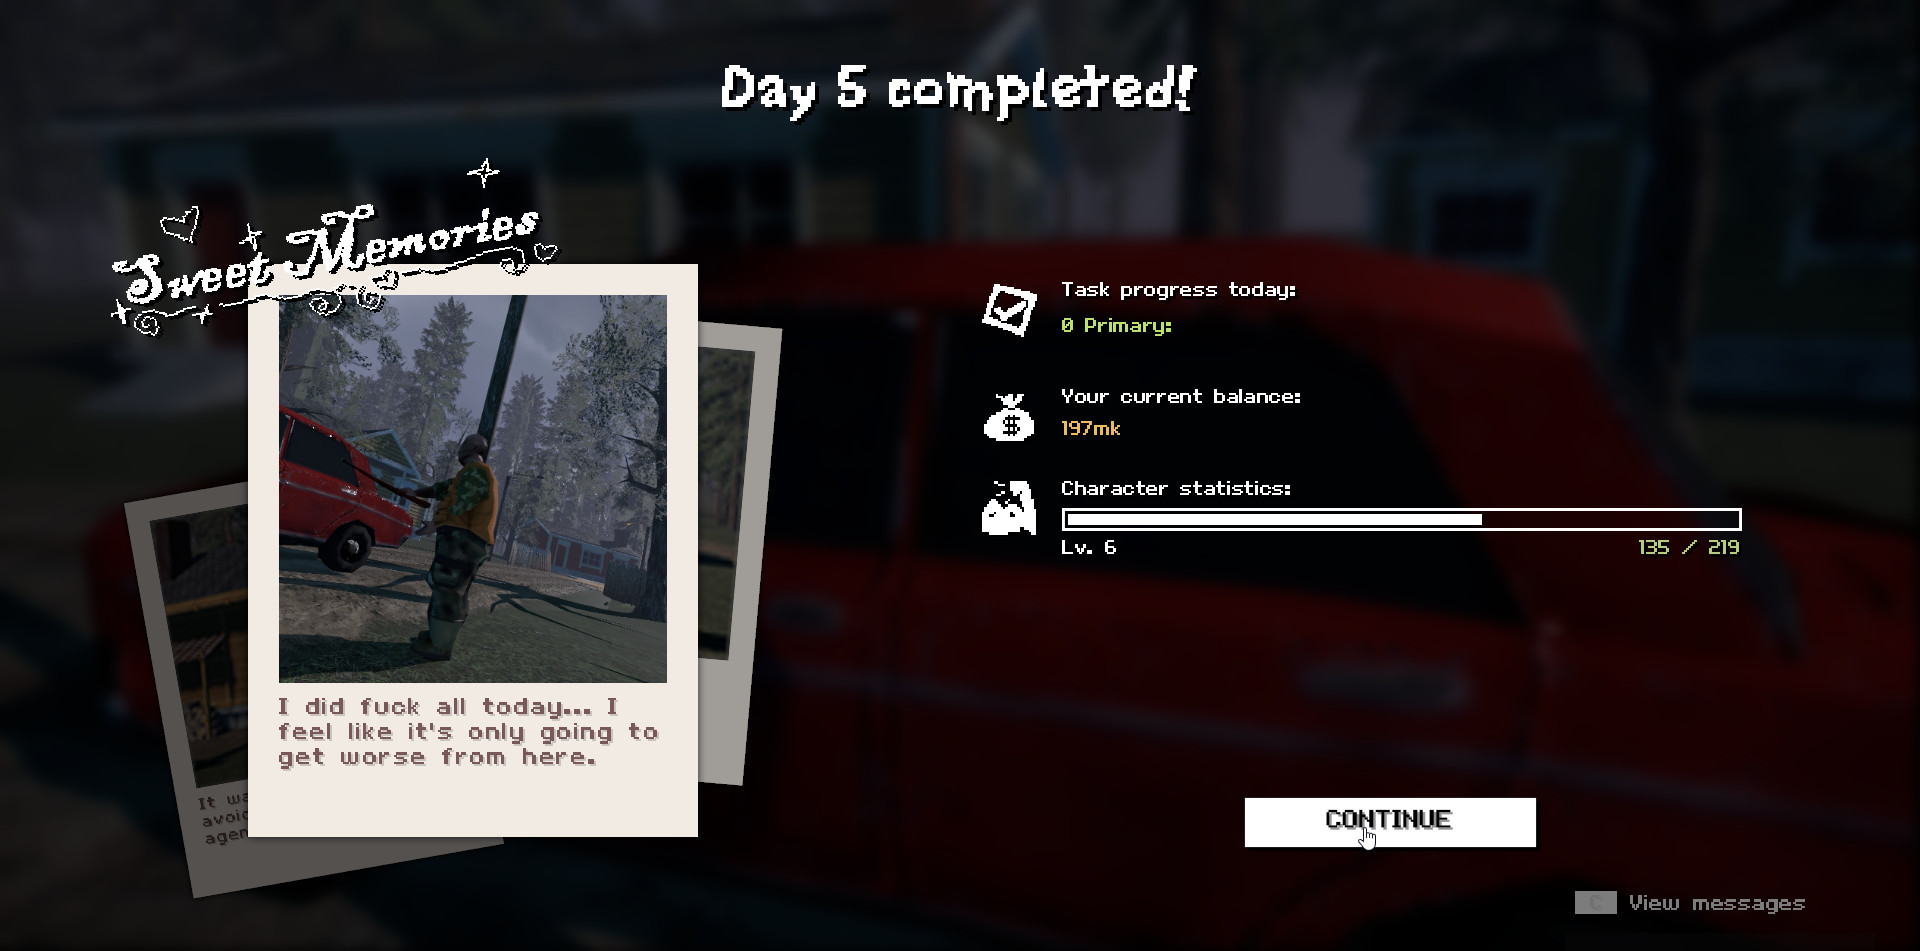 Day 5 completed!
Sweet Memories
I did fuck all today... I
feel like it's only going to
get worse from here.
It
Task progress today:
0 Primary:
Your current balance:
197mk
Character statistics:
Lv. 6
135 / 219
CONTINUE
C View messages